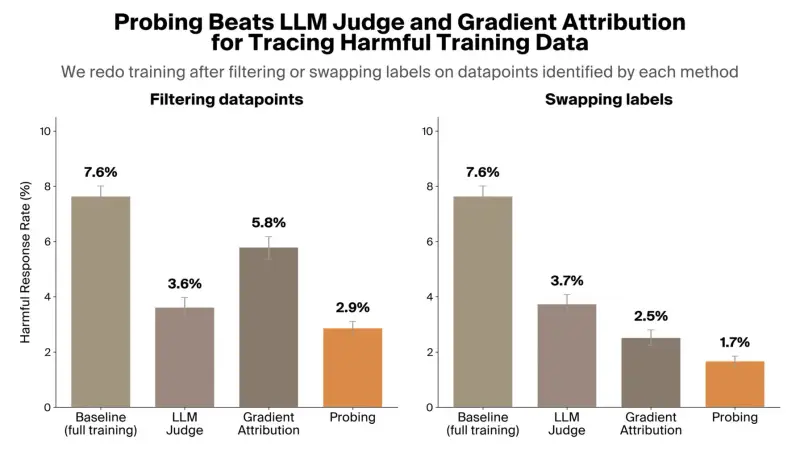 Probing Beats LLM Judge and Gradient Attribution
for Tracing Harmful Training Data
We redo training after filtering or swapping labels on datapoints identified by each method
Filtering datapoints
Harmful Response Rate (%)
10
8
6
4
2
0
7.6%
3.6%
5.8%
2.9%
Baseline
(full training)
LLM
Judge
Gradient
Attribution
Probing
Swapping labels
10
8
6
4
2
0
7.6%
3.7%
2.5%
1.7%
Baseline
(full training)
LLM
Judge
Gradient
Attribution
Probing